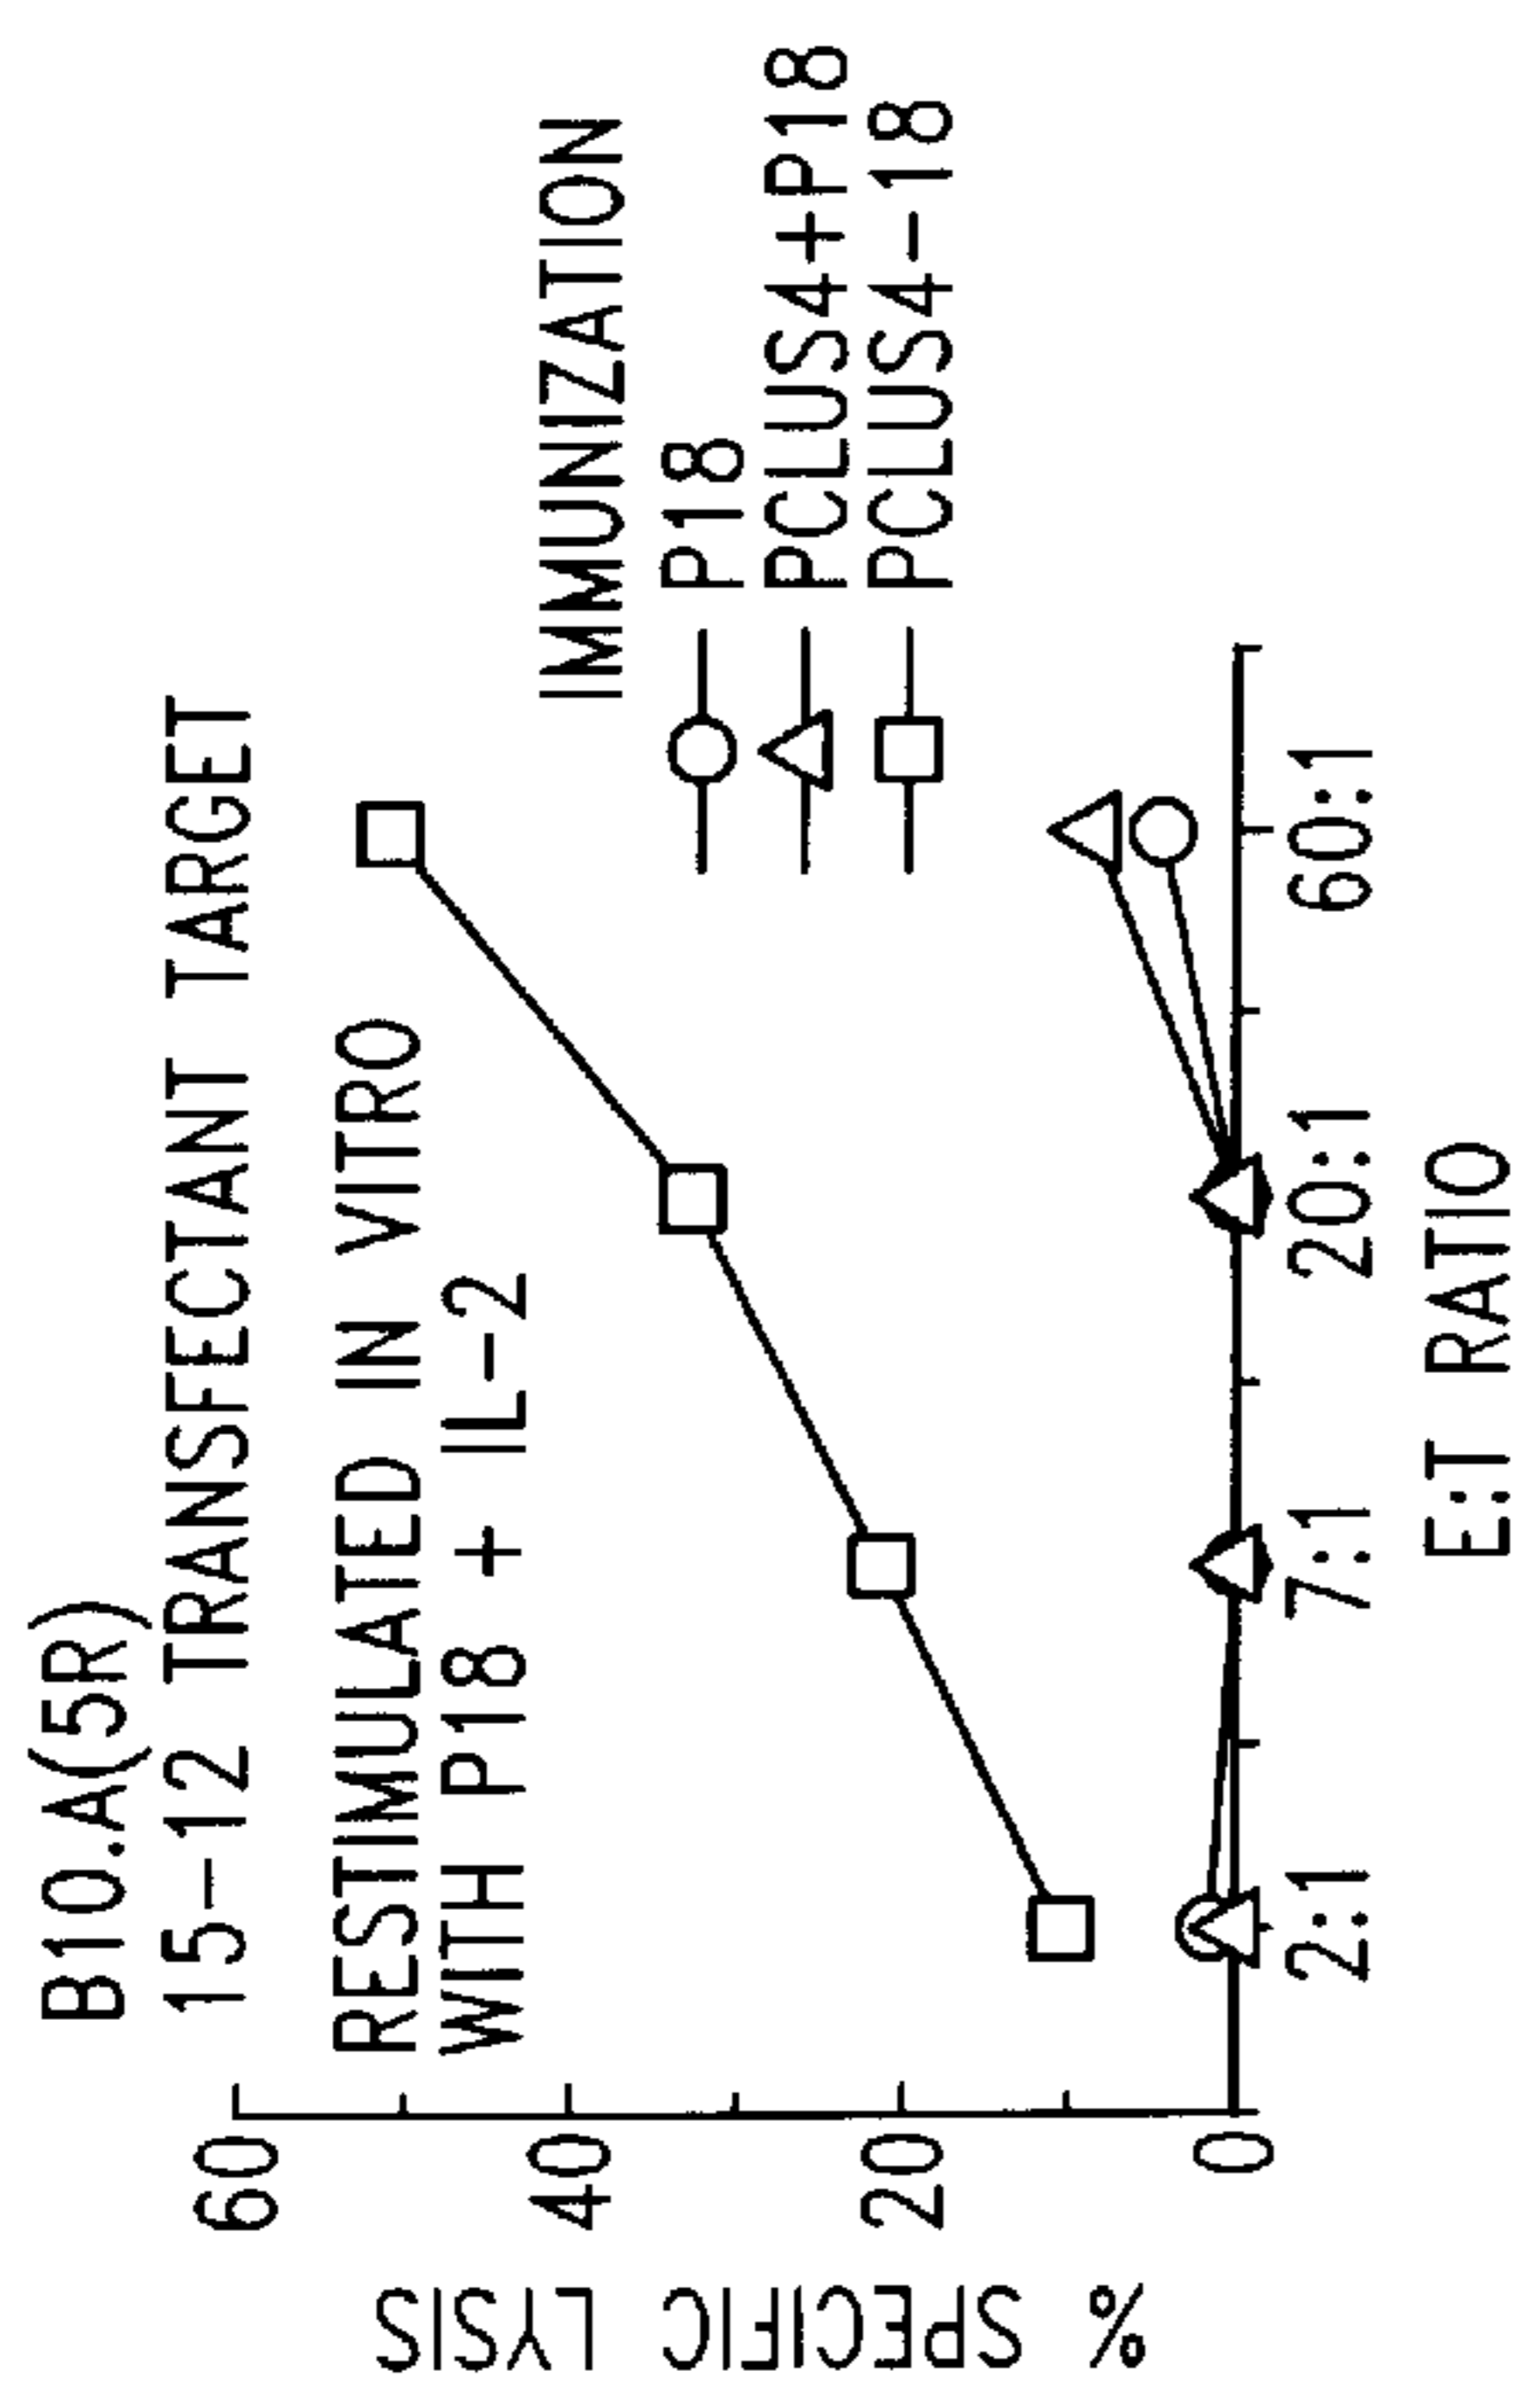 B10.A(5R)
15-12 TRANSFECTANT TARGET
RESTIMULATED IN VITRO
WITH P18 + IL-2
IMMUNIZATION
P18
PCLUS4+P18
PCLUS4-18
% SPECIFIC LYSIS
60
40
20
0
2:1
7:1
20:1
60:1
E:T RATIO